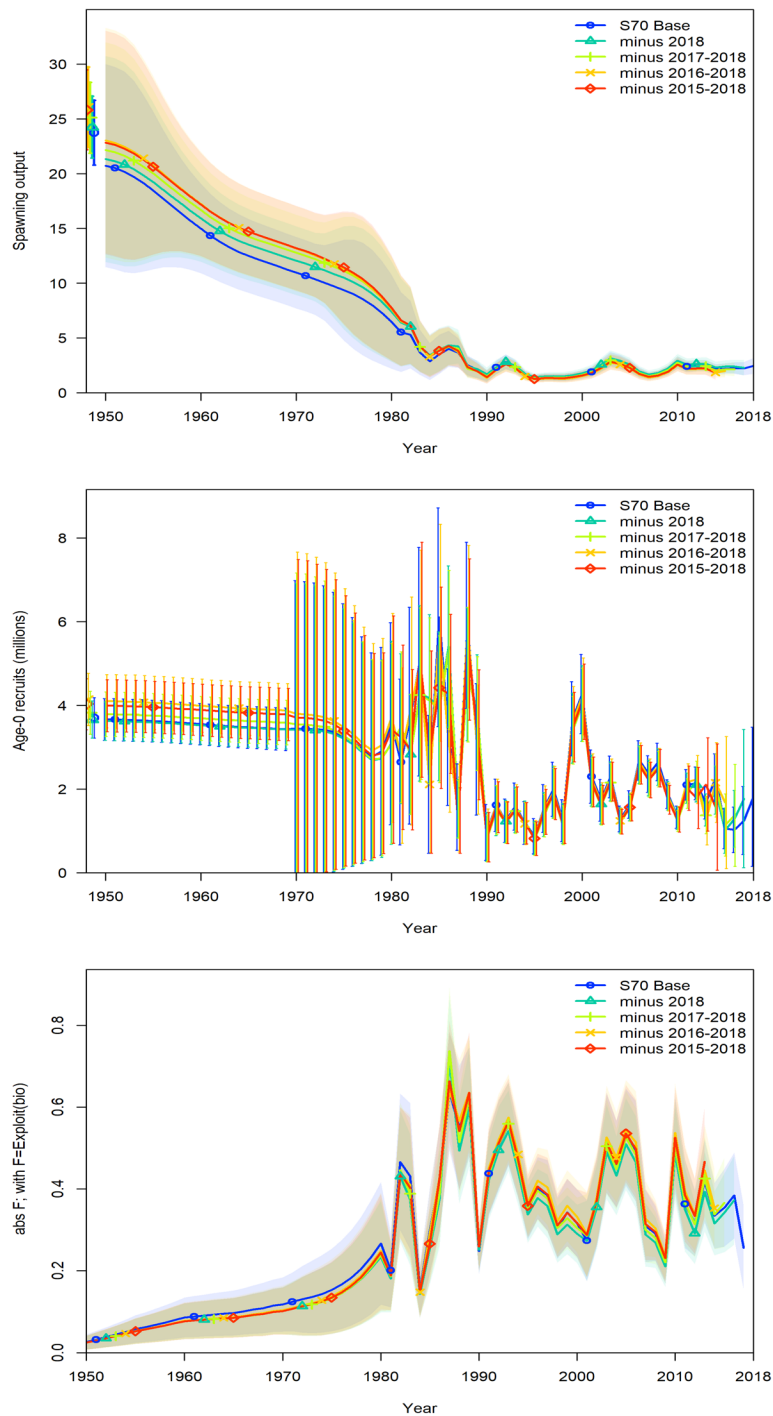 S70 Base
minus 2018
minus 2017-2018
minus 2016-2018
minus 2015-2018
Spawning output
35
30
25
20
15
10
5
0
1950 1960 1970 1980 1990 2000 2010 2018
Year
S70 Base
minus 2018
minus 2017-2018
minus 2016-2018
minus 2015-2018
Age-0 recruits (millions)
8
6
4
2
0
1950 1960 1970 1980 1990 2000 2010 2018
Year
S70 Base
minus 2018
minus 2017-2018
minus 2016-2018
minus 2015-2018
abs F; with F=Exploit(bio)
0.8
0.6
0.4
0.2
0.0
1950 1960 1970 1980 1990 2000 2010 2018
Year